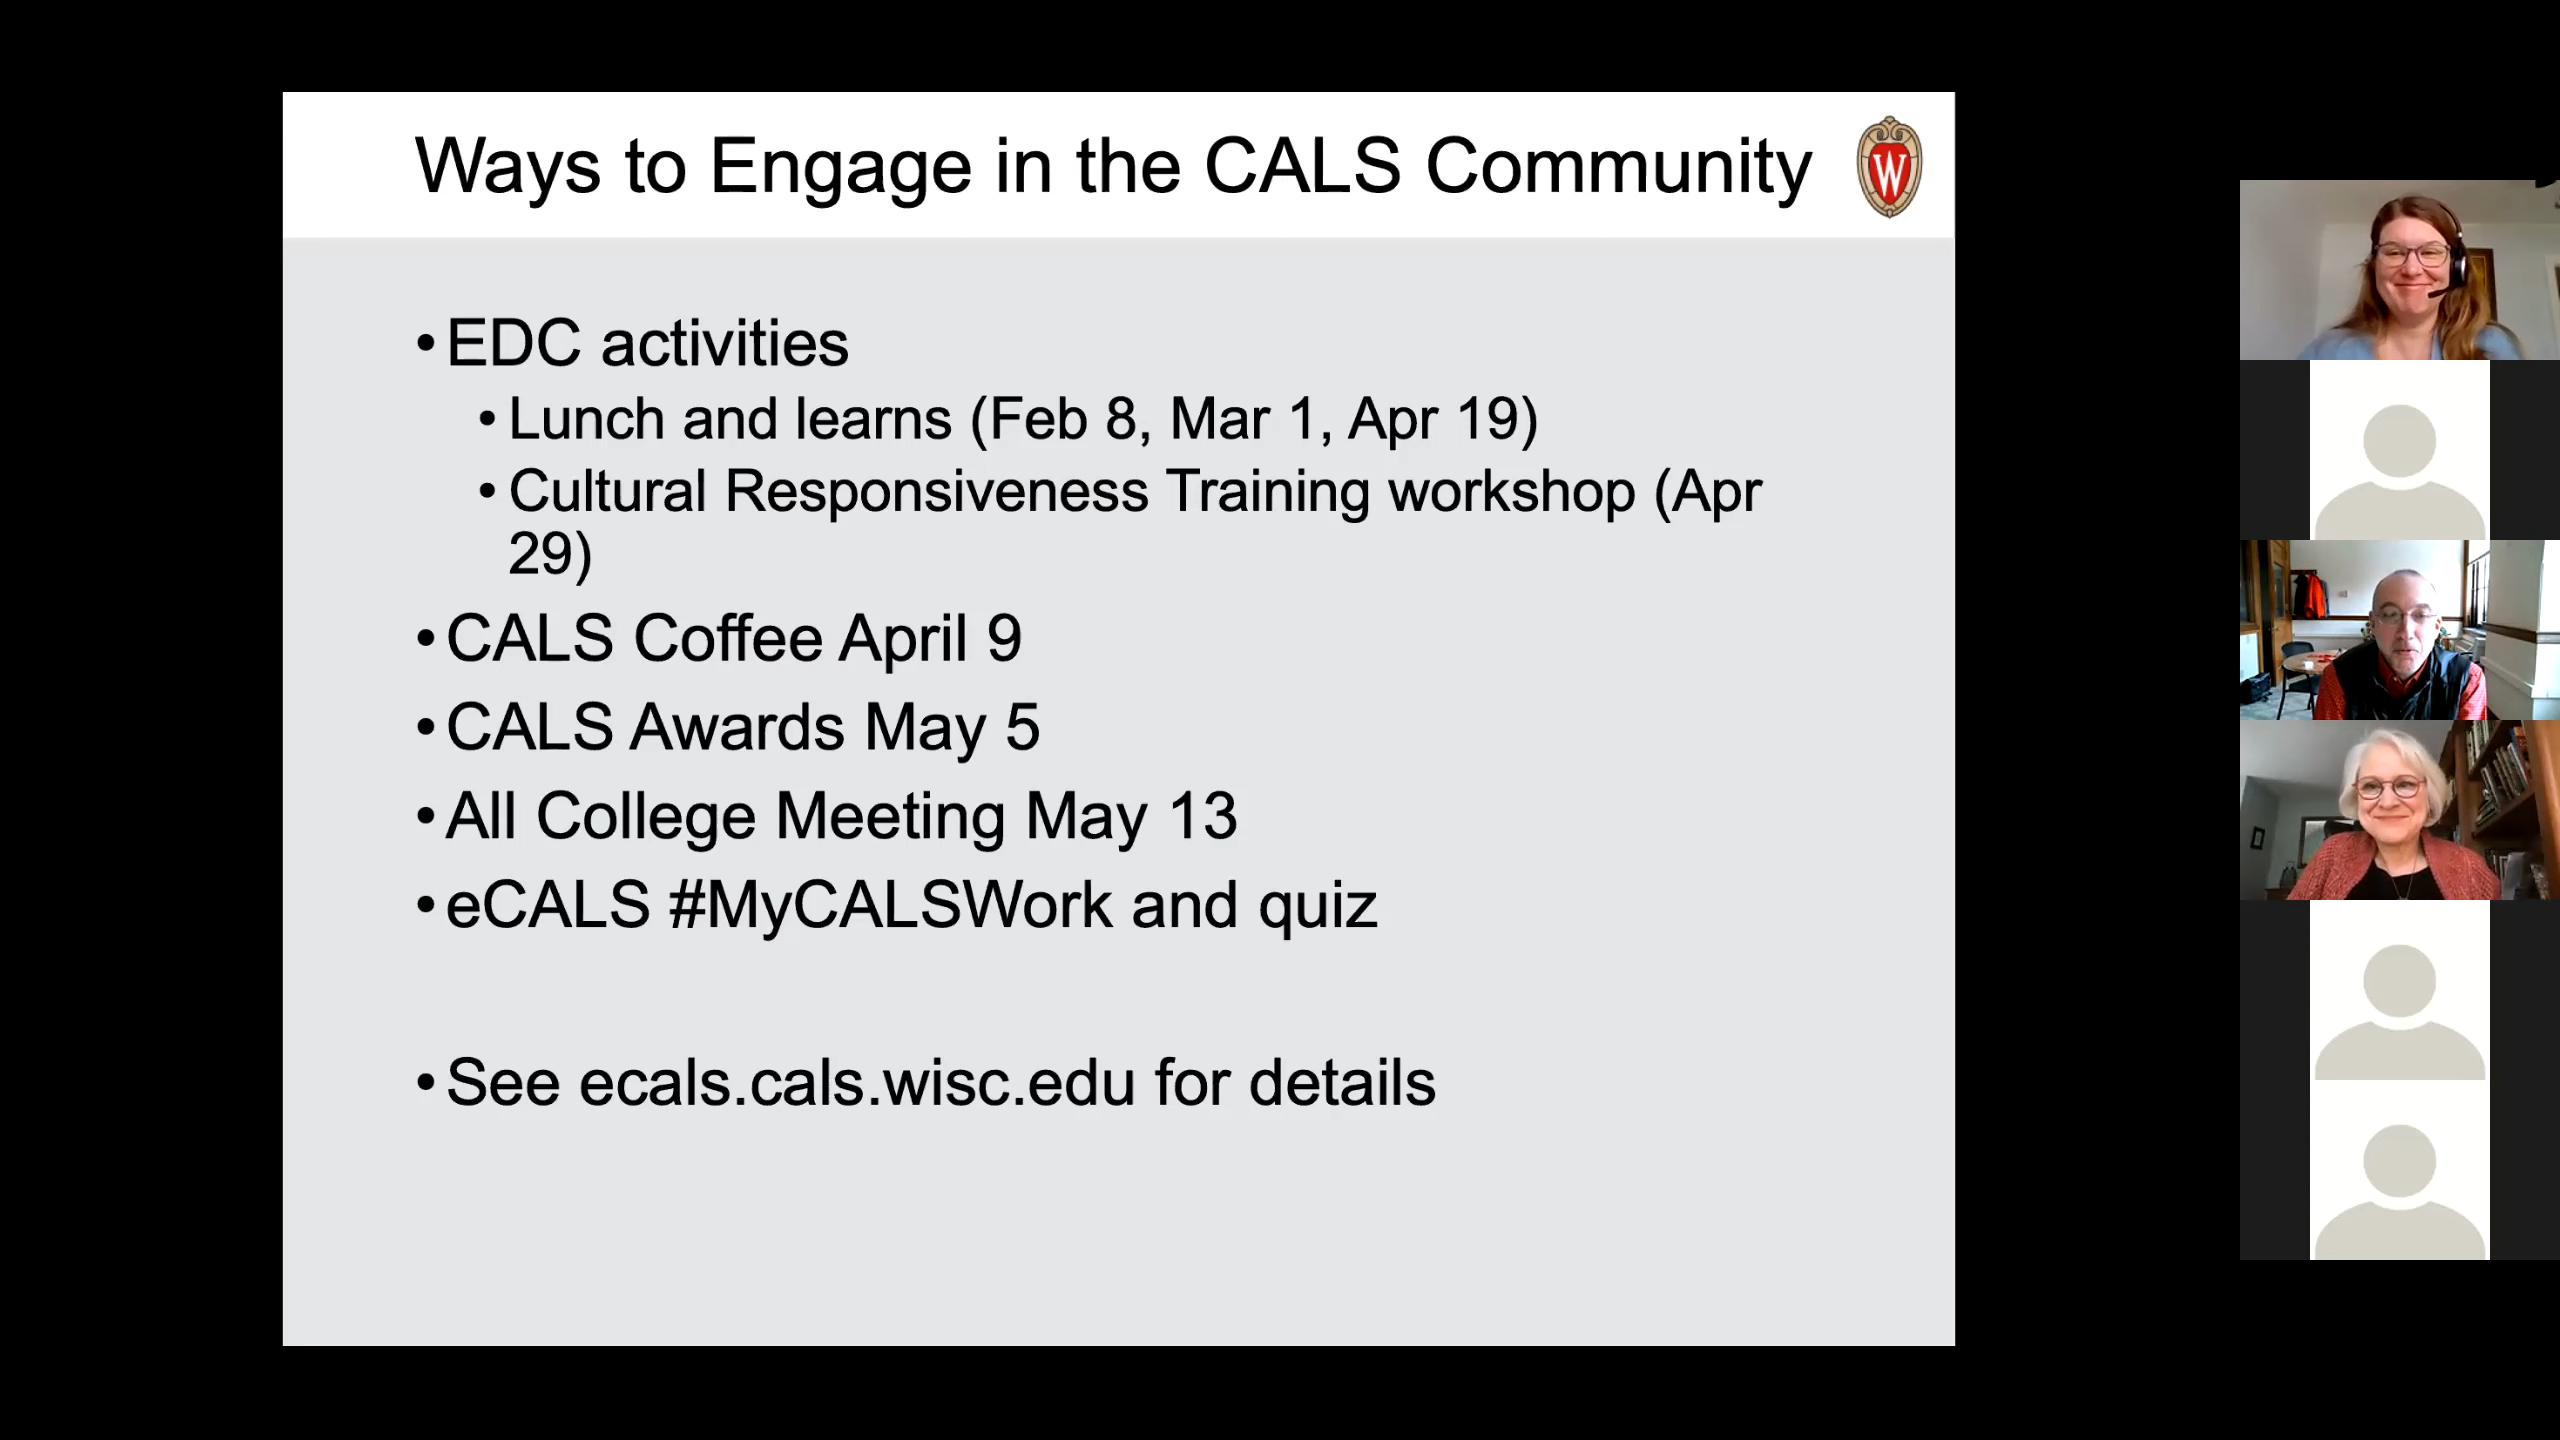 Ways to Engage in the CALS Community
W
• EDC activities
• Lunch and learns (Feb 8, Mar 1, Apr 19)
• Cultural Responsiveness Training workshop (Apr
29)
• CALS Coffee April 9
• CALS Awards May 5
• All College Meeting May 13
• eCALS #MyCALSWork and quiz
• See ecals.cals.wisc.edu for details